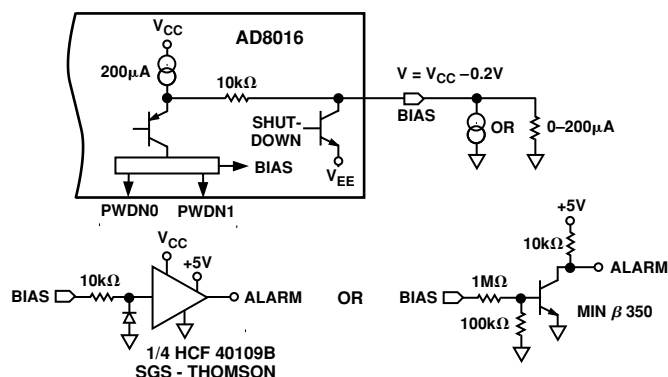 AD8016
VCC
200µA
10kΩ
V = VCC –0.2V
BIAS
SHUT-
DOWN
VEE
BIAS
PWDN0
PWDN1
OR
0–200µA
BIAS
10kΩ
VCC
+5V
ALARM
1/4 HCF 40109B
SGS - THOMSON
OR
BIAS
1MΩ
100kΩ
+5V
10kΩ
ALARM
MIN β 350